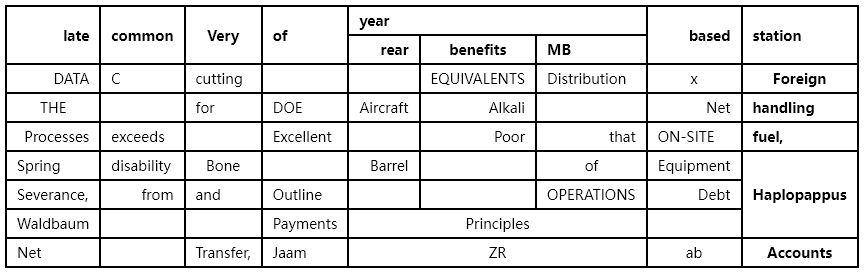 late common Very of year based station
rear benefits MB
DATA C cutting EQUIVALENTS Distribution x Foreign
THE for DOE Aircraft Alkali Net handling
Processes exceeds Excellent Poor that ON-SITE fuel,
Spring disability Bone Barrel of Equipment Haplopappus
Severance, from and Outline OPERATIONS Debt
Waldbaum Payments Principles
Net Transfer, Jaam ZR ab Accounts